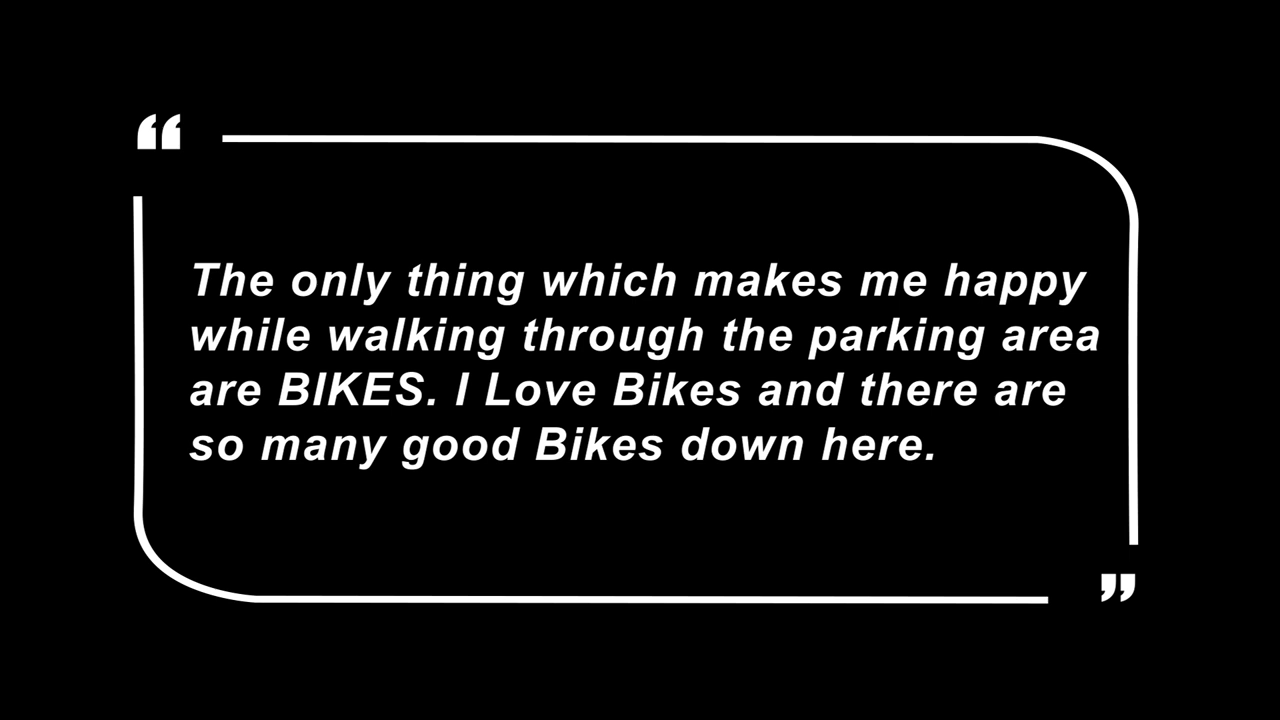 “
The only thing which makes me happy
while walking through the parking area
are BIKES. I Love Bikes and there are
so many good Bikes down here.
”